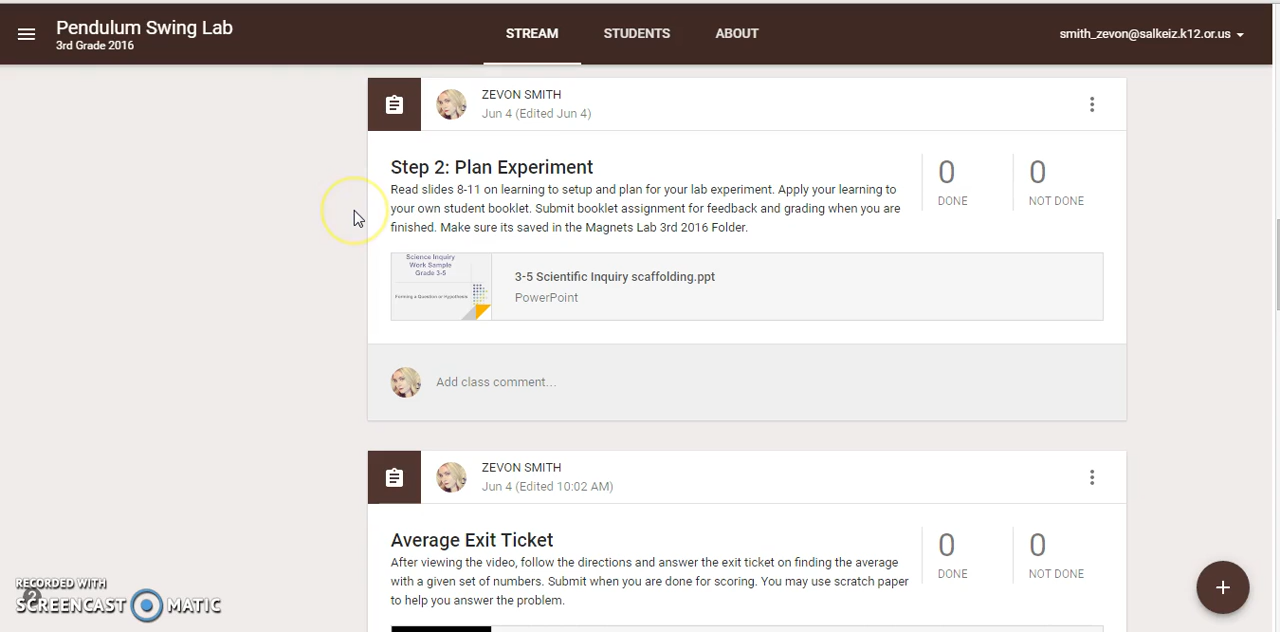 Pendulum Swing Lab
3rd Grade 2016
STREAM
STUDENTS
ABOUT
smith_zevon@salkeiz.k12.or.us
ZEVON SMITH
Jun 4 (Edited Jun 4)
Step 2: Plan Experiment
Read slides 8-11 on learning to setup and plan for your lab experiment. Apply your learning to
your own student booklet. Submit booklet assignment for feedback and grading when you are
finished. Make sure its saved in the Magnets Lab 3rd 2016 Folder.
0
DONE
0
NOT DONE
Science Inquiry
Work Sample
Grade 3-5
Forming a Question or Hypothesis
3-5 Scientific Inquiry scaffolding.ppt
PowerPoint
Add class comment...
ZEVON SMITH
Jun 4 (Edited 10:02 AM)
Average Exit Ticket
After viewing the video, follow the directions and answer the exit ticket on finding the average
with a given set of numbers. Submit when you are done for scoring. You may use scratch paper
to help you answer the problem.
0
DONE
0
NOT DONE
RECORDED WITH
SCREENCAST MATIC
2
+